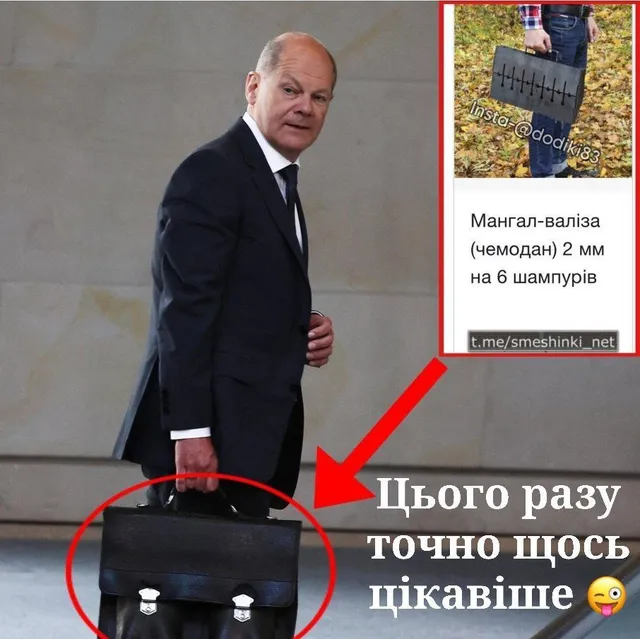 Insta-@dodiki83
Мангал-валіза
(чемодан) 2 мм
на 6 шампурів
t.me/smeshinki_net
Цього разу
точно щось
цікавіше 😜